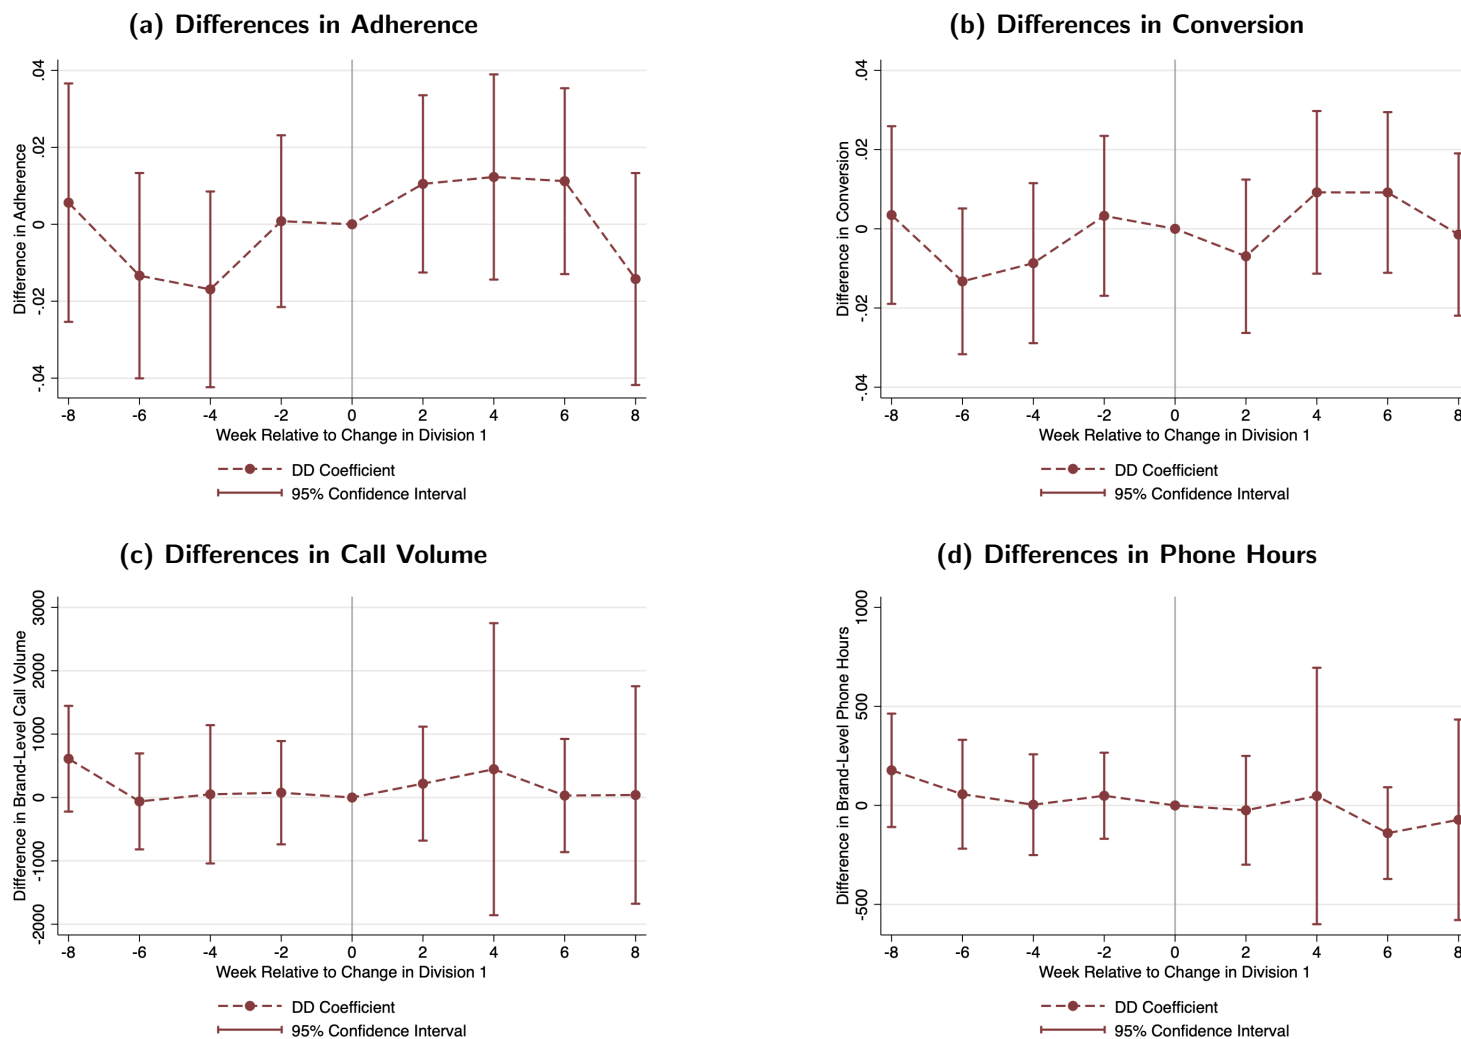 (a) Differences in Adherence
Difference in Adherence
.04
.02
0
-.02
-.04
-8 -6 -4 -2 0 2 4 6 8
Week Relative to Change in Division 1
DD Coefficient
95% Confidence Interval
(b) Differences in Conversion
Difference in Conversion
.04
.02
0
-.02
-.04
-8 -6 -4 -2 0 2 4 6 8
Week Relative to Change in Division 1
DD Coefficient
95% Confidence Interval
(c) Differences in Call Volume
Difference in Brand-Level Call Volume
3000
2000
1000
0
-1000
-2000
-8 -6 -4 -2 0 2 4 6 8
Week Relative to Change in Division 1
DD Coefficient
95% Confidence Interval
(d) Differences in Phone Hours
Difference in Brand-Level Phone Hours
1000
500
0
-500
-8 -6 -4 -2 0 2 4 6 8
Week Relative to Change in Division 1
DD Coefficient
95% Confidence Interval